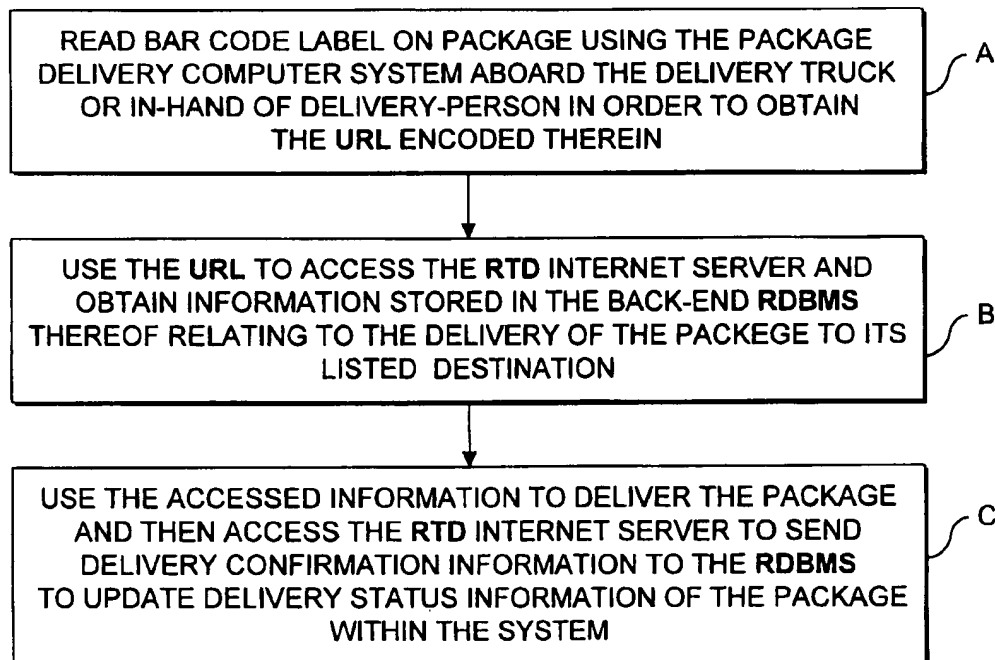 READ BAR CODE LABEL ON PACKAGE USING THE PACKAGE
DELIVERY COMPUTER SYSTEM ABOARD THE DELIVERY TRUCK
OR IN-HAND OF DELIVERY-PERSON IN ORDER TO OBTAIN
THE URL ENCODED THEREIN
A
USE THE URL TO ACCESS THE RTD INTERNET SERVER AND
OBTAIN INFORMATION STORED IN THE BACK-END RDBMS
THEREOF RELATING TO THE DELIVERY OF THE PACKEGE TO ITS
LISTED DESTINATION
B
USE THE ACCESSED INFORMATION TO DELIVER THE PACKAGE
AND THEN ACCESS THE RTD INTERNET SERVER TO SEND
DELIVERY CONFIRMATION INFORMATION TO THE RDBMS
TO UPDATE DELIVERY STATUS INFORMATION OF THE PACKAGE
WITHIN THE SYSTEM
C